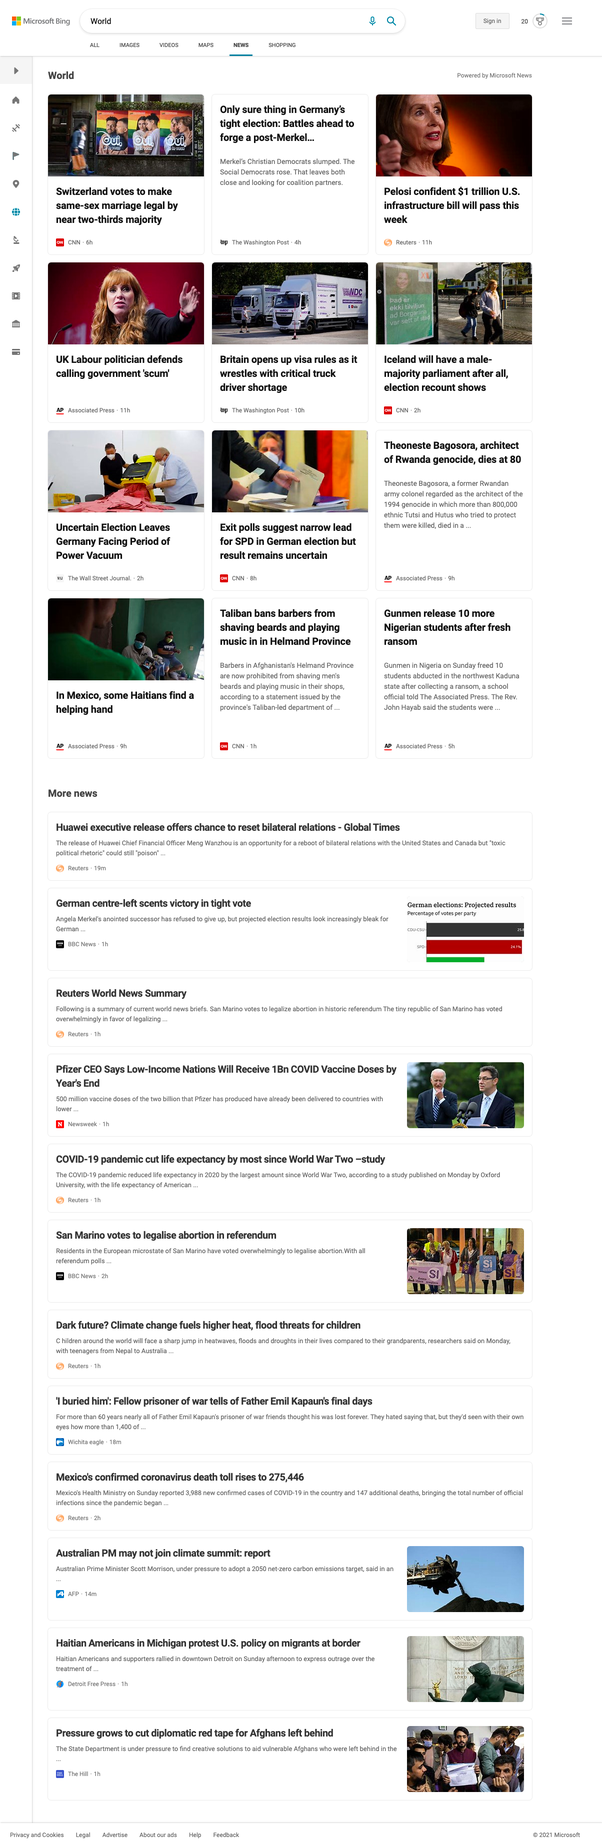 Microsoft Bing
World
Sign in
20
ALL
IMAGES
VIDEOS
MAPS
NEWS
SHOPPING
World
Powered by Microsoft News
Oui,
Oui,
Oui,
Switzerland votes to make
same-sex marriage legal by
near two-thirds majority
CNN · 6h
Only sure thing in Germany's
tight election: Battles ahead to
forge a post-Merkel...
Merkel's Christian Democrats slumped. The
Social Democrats rose. That leaves both
close and looking for coalition partners.
wp The Washington Post · 4h
Pelosi confident $1 trillion U.S.
infrastructure bill will pass this
week
Reuters · 11h
UK Labour politician defends
calling government 'scum'
AP Associated Press · 11h
NDC
Britain opens up visa rules as it
wrestles with critical truck
driver shortage
wp The Washington Post · 10h
Iceland will have a male-
majority parliament after all,
election recount shows
CNN · 2h
Uncertain Election Leaves
Germany Facing Period of
Power Vacuum
WSJ The Wall Street Journal · 2h
Exit polls suggest narrow lead
for SPD in German election but
result remains uncertain
CNN · 8h
Theoneste Bagosora, architect
of Rwanda genocide, dies at 80
Theoneste Bagosora, a former Rwandan
army colonel regarded as the architect of the
1994 genocide in which more than 800,000
ethnic Tutsi and Hutus who tried to protect
them were killed, died in a ...
AP Associated Press · 9h
In Mexico, some Haitians find a
helping hand
AP Associated Press · 9h
Taliban bans barbers from
shaving beards and playing
music in in Helmand Province
Barbers in Afghanistan's Helmand Province
are now prohibited from shaving men's
beards and playing music in their shops,
according to a statement issued by the
province's Taliban-led department of ...
CNN · 1h
Gunmen release 10 more
Nigerian students after fresh
ransom
Gunmen in Nigeria on Sunday freed 10
students abducted in the northwest Kaduna
state after collecting a ransom, a school
official told The Associated Press. The Rev.
John Hayab said the students were ...
AP Associated Press · 5h
More news
Huawei executive release offers chance to reset bilateral relations - Global Times
The release of Huawei Chief Financial Officer Meng Wanzhou is an opportunity for a reboot of bilateral relations with the United States and Canada but "toxic
political rhetoric" could still "poison" ...
Reuters · 19m
German centre-left scents victory in tight vote
Angela Merkel's anointed successor has refused to give up, but projected election results look increasingly bleak for
German ...
BBC News · 1h
German elections: Projected results
Percentage of votes per party
CDU-CSU
SPD
24.1%
Reuters World News Summary
Following is a summary of current world news briefs. San Marino votes to legalize abortion in historic referendum The tiny republic of San Marino has voted
overwhelmingly in favor of legalizing ...
Reuters · 1h
Pfizer CEO Says Low-Income Nations Will Receive 1Bn COVID Vaccine Doses by
Year's End
500 million vaccine doses of the two billion that Pfizer has produced have already been delivered to countries with
lower ...
N Newsweek · 1h
COVID-19 pandemic cut life expectancy by most since World War Two –study
The COVID-19 pandemic reduced life expectancy in 2020 by the largest amount since World War Two, according to a study published on Monday by Oxford
University, with the life expectancy of American ...
Reuters · 1h
San Marino votes to legalise abortion in referendum
Residents in the European microstate of San Marino have voted overwhelmingly to legalise abortion.With all
referendum polls ...
BBC News · 2h
SI
SI
SI
Dark future? Climate change fuels higher heat, flood threats for children
C hildren around the world will face a sharp jump in heatwaves, floods and droughts in their lives compared to their grandparents, researchers said on Monday,
with teenagers from Nepal to Australia ...
Reuters · 1h
'I buried him': Fellow prisoner of war tells of Father Emil Kapaun's final days
For more than 60 years nearly all of Father Emil Kapaun's prisoner of war friends thought his was lost forever. They hated saying that, but they'd seen with their own
eyes how more than 1,400 of ...
Wichita eagle · 18m
Mexico's confirmed coronavirus death toll rises to 275,446
Mexico's Health Ministry on Sunday reported 3,988 new confirmed cases of COVID-19 in the country and 147 additional deaths, bringing the total number of official
infections since the pandemic began ...
Reuters · 2h
Australian PM may not join climate summit: report
Australian Prime Minister Scott Morrison, under pressure to adopt a 2050 net-zero carbon emissions target, said in an
...
AFP · 14m
Haitian Americans in Michigan protest U.S. policy on migrants at border
Haitian Americans and supporters rallied in downtown Detroit on Sunday afternoon to express outrage over the
treatment of ...
Detroit Free Press · 1h
Pressure grows to cut diplomatic red tape for Afghans left behind
The State Department is under pressure to find creative solutions to aid vulnerable Afghans who were left behind in the
...
The Hill · 1h
Privacy and Cookies
Legal
Advertise
About our ads
Help
Feedback
© 2021 Microsoft